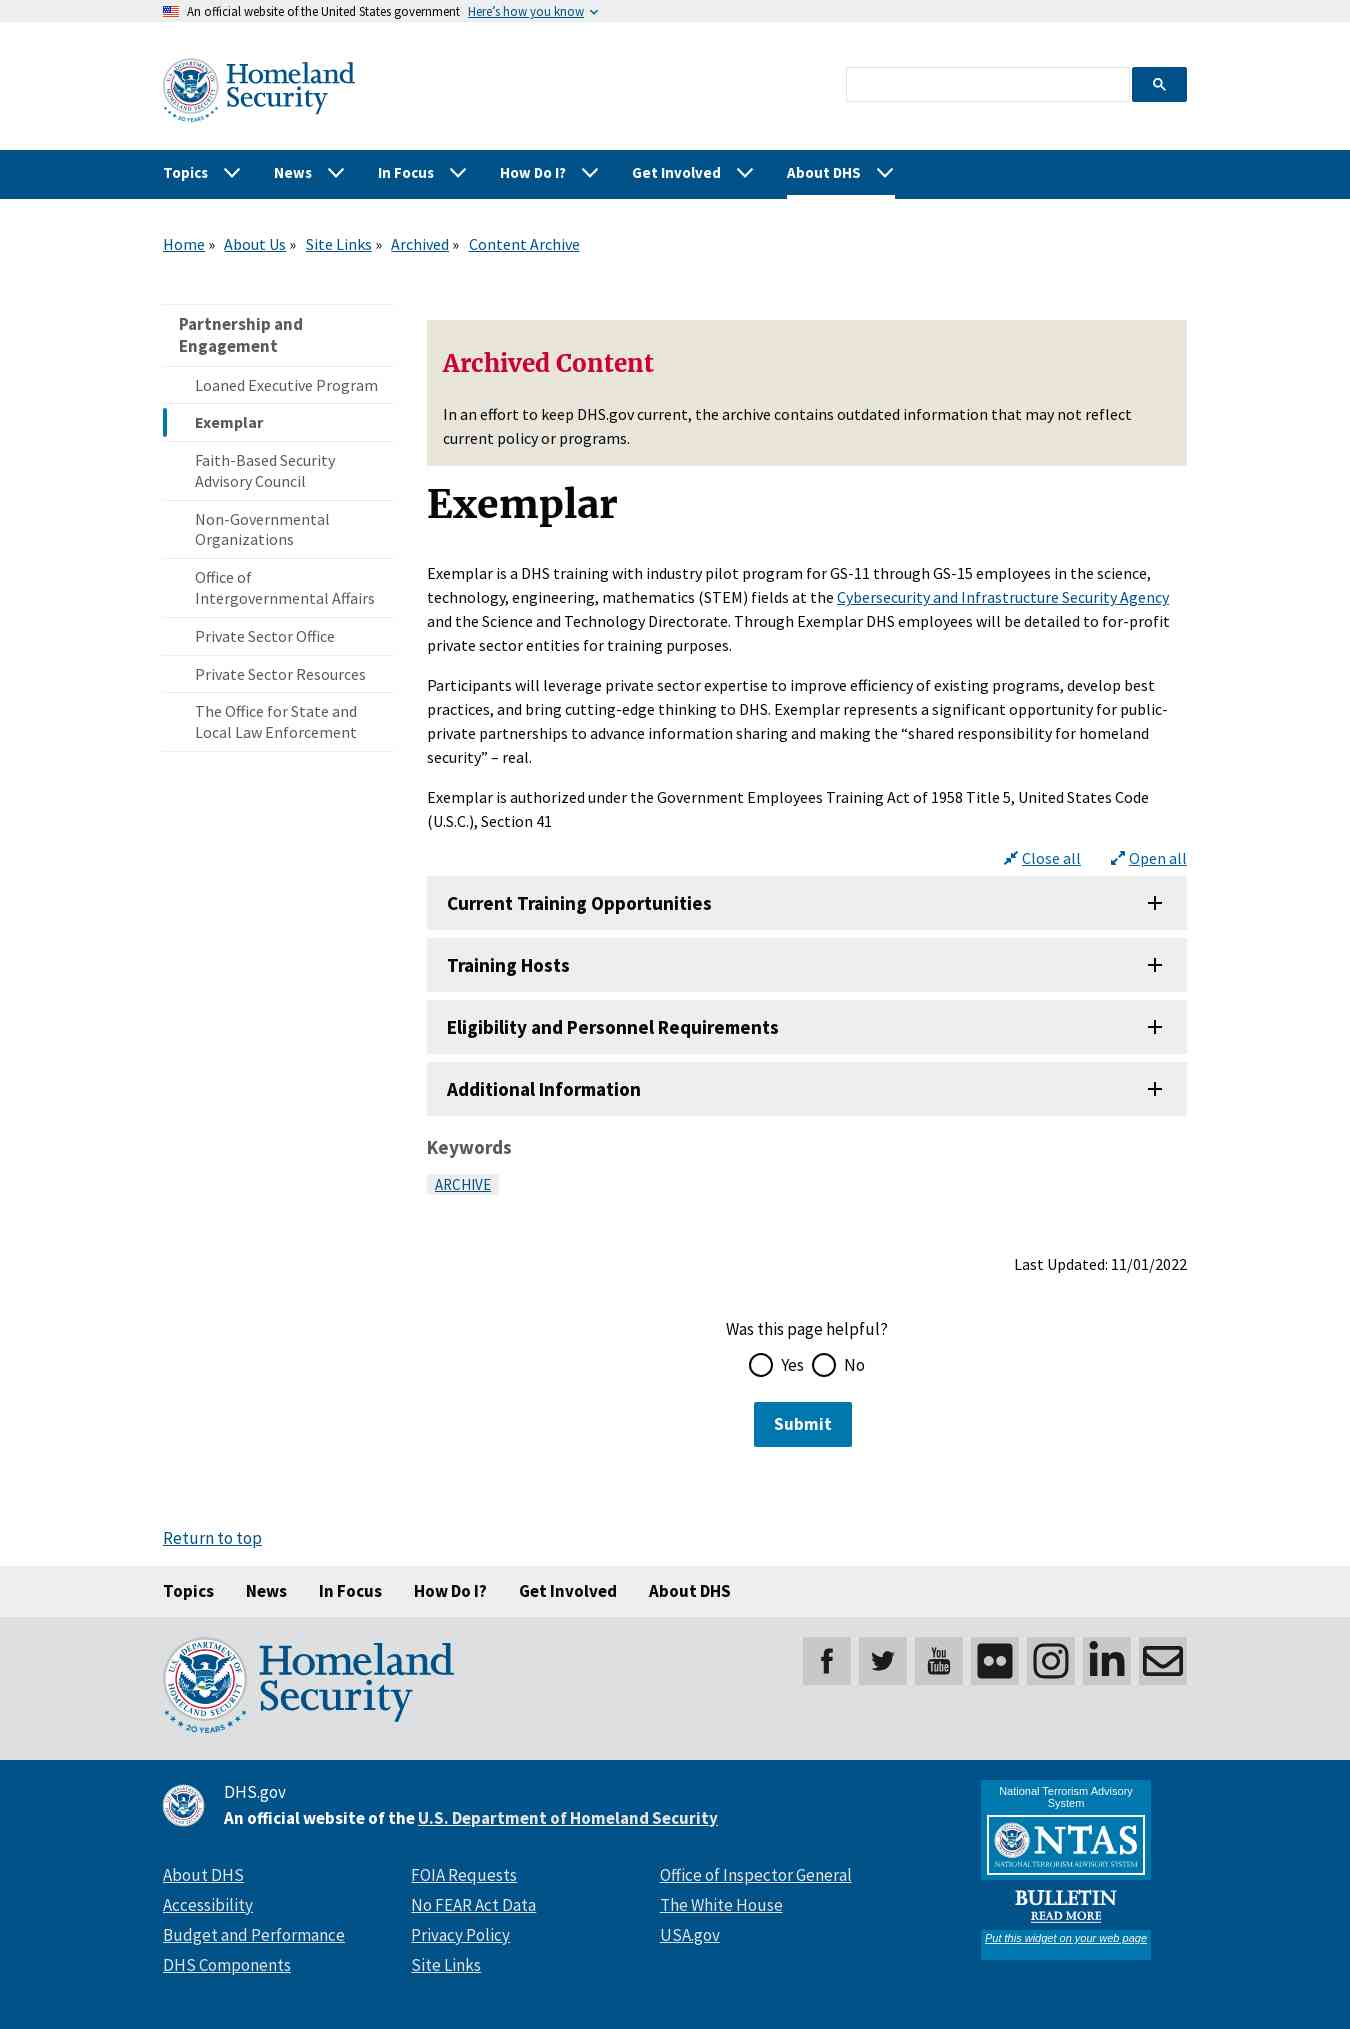 An official website of the United States government Here's how you know
U.S. DEPARTMENT OF HOMELAND SECURITY
20 YEARS
Homeland
Security
Topics News In Focus How Do I? Get Involved About DHS
Home » About Us » Site Links » Archived » Content Archive
Partnership and
Engagement
Loaned Executive Program
Exemplar
Faith-Based Security
Advisory Council
Non-Governmental
Organizations
Office of
Intergovernmental Affairs
Private Sector Office
Private Sector Resources
The Office for State and
Local Law Enforcement
Archived Content
In an effort to keep DHS.gov current, the archive contains outdated information that may not reflect
current policy or programs.
Exemplar
Exemplar is a DHS training with industry pilot program for GS-11 through GS-15 employees in the science,
technology, engineering, mathematics (STEM) fields at the Cybersecurity and Infrastructure Security Agency
and the Science and Technology Directorate. Through Exemplar DHS employees will be detailed to for-profit
private sector entities for training purposes.
Participants will leverage private sector expertise to improve efficiency of existing programs, develop best
practices, and bring cutting-edge thinking to DHS. Exemplar represents a significant opportunity for public-
private partnerships to advance information sharing and making the “shared responsibility for homeland
security” – real.
Exemplar is authorized under the Government Employees Training Act of 1958 Title 5, United States Code
(U.S.C.), Section 41
Close all Open all
Current Training Opportunities
Training Hosts
Eligibility and Personnel Requirements
Additional Information
Keywords
ARCHIVE
Last Updated: 11/01/2022
Was this page helpful?
Yes No
Submit
Return to top
Topics News In Focus How Do I? Get Involved About DHS
U.S. DEPARTMENT OF HOMELAND SECURITY
20 YEARS
Homeland
Security
You
Tube
DHS.gov
An official website of the U.S. Department of Homeland Security
About DHS
Accessibility
Budget and Performance
DHS Components
FOIA Requests
No FEAR Act Data
Privacy Policy
Site Links
Office of Inspector General
The White House
USA.gov
National Terrorism Advisory
System
NTAS
NATIONAL TERRORISM ADVISORY SYSTEM
BULLETIN
READ MORE
Put this widget on your web page